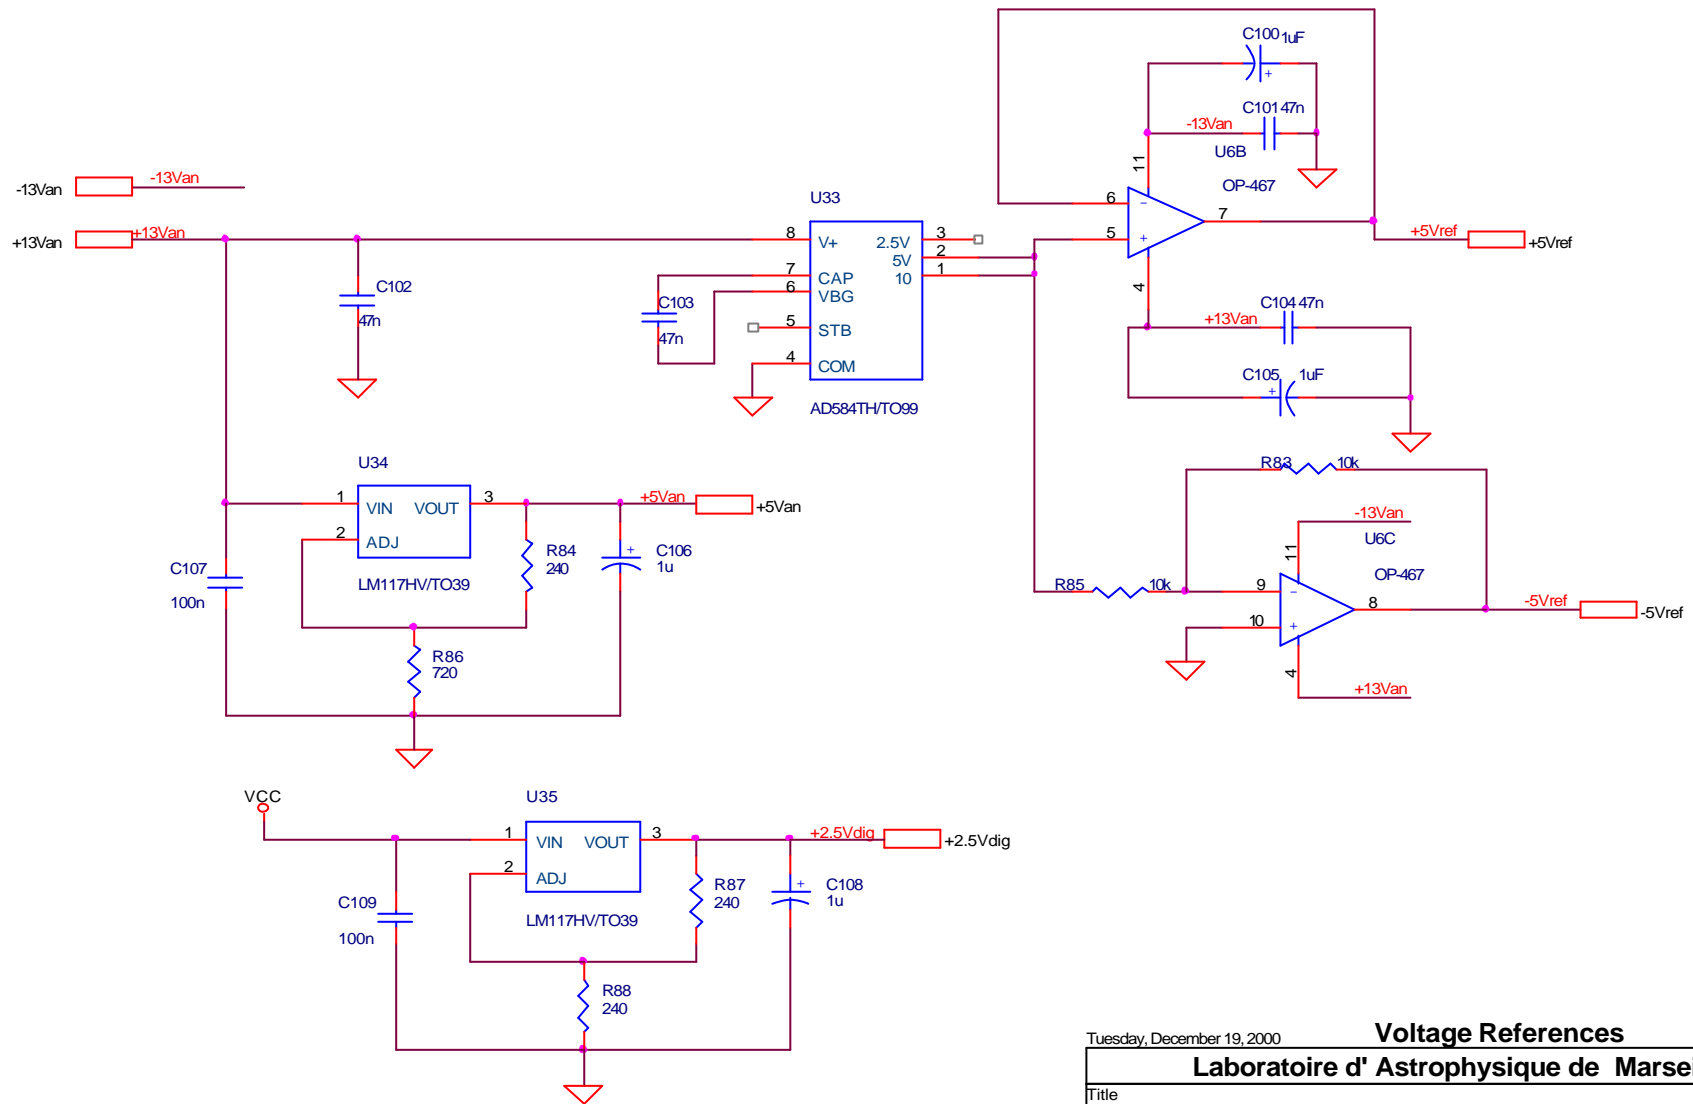 C100 1uF
C101 47n
-13Van
U6B
11
OP-467
6
7
5
4
+5Vref
+5Vref
C104 47n
+13Van
C105 1uF
-13Van
-13Van
+13Van
+13Van
U33
8 V+
7 CAP
6 VBG
5 STB
4 COM
2.5V 3
5V 2
10 1
AD584TH/TO99
C102
47n
C103
47n
U34
1 VIN VOUT 3
2 ADJ
LM117HV/TO39
+5Van
+5Van
R84
240
C106
1u
C107
100n
R86
720
R83 10k
-13Van
U6C
11
OP-467
R85 10k
9
10
8
4
-5Vref
-5Vref
+13Van
VCC
U35
1 VIN VOUT 3
2 ADJ
LM117HV/TO39
+2.5Vdig
+2.5Vdig
R87
240
C108
1u
C109
100n
R88
240
Tuesday, December 19, 2000
Voltage References
Laboratoire d' Astrophysique de Marsei
Title